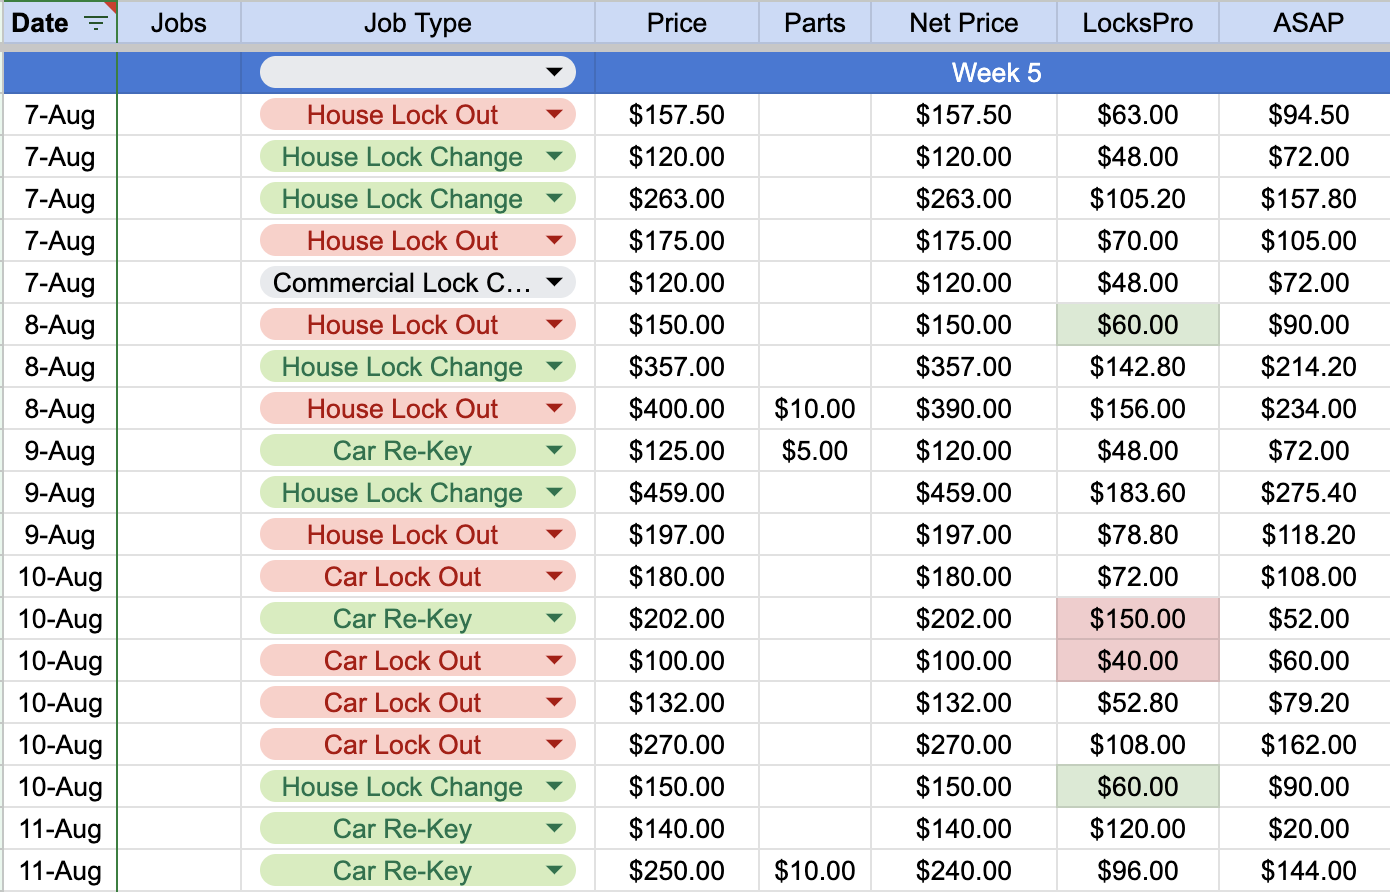 Date Jobs Job Type Price Parts Net Price LocksPro ASAP
Week 5
7-Aug House Lock Out $157.50 $157.50 $63.00 $94.50
7-Aug House Lock Change $120.00 $120.00 $48.00 $72.00
7-Aug House Lock Change $263.00 $263.00 $105.20 $157.80
7-Aug House Lock Out $175.00 $175.00 $70.00 $105.00
7-Aug Commercial Lock C... $120.00 $120.00 $48.00 $72.00
8-Aug House Lock Out $150.00 $150.00 $60.00 $90.00
8-Aug House Lock Change $357.00 $357.00 $142.80 $214.20
8-Aug House Lock Out $400.00 $10.00 $390.00 $156.00 $234.00
9-Aug Car Re-Key $125.00 $5.00 $120.00 $48.00 $72.00
9-Aug House Lock Change $459.00 $459.00 $183.60 $275.40
9-Aug House Lock Out $197.00 $197.00 $78.80 $118.20
10-Aug Car Lock Out $180.00 $180.00 $72.00 $108.00
10-Aug Car Re-Key $202.00 $202.00 $150.00 $52.00
10-Aug Car Lock Out $100.00 $100.00 $40.00 $60.00
10-Aug Car Lock Out $132.00 $132.00 $52.80 $79.20
10-Aug Car Lock Out $270.00 $270.00 $108.00 $162.00
10-Aug House Lock Change $150.00 $150.00 $60.00 $90.00
11-Aug Car Re-Key $140.00 $140.00 $120.00 $20.00
11-Aug Car Re-Key $250.00 $10.00 $240.00 $96.00 $144.00